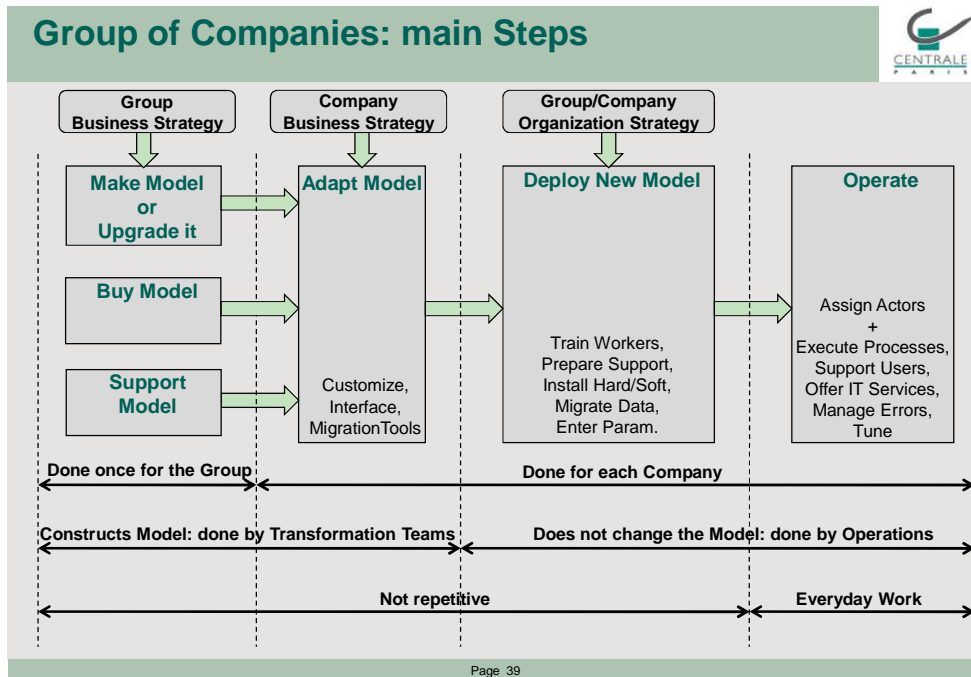 Group of Companies: main Steps
CENTRALE
PARIS
Group
Business Strategy
Company
Business Strategy
Group/Company
Organization Strategy
Make Model
or
Upgrade it
Buy Model
Support
Model
Adapt Model
Customize,
Interface,
MigrationTools
Deploy New Model
Train Workers,
Prepare Support,
Install Hard/Soft,
Migrate Data,
Enter Param.
Operate
Assign Actors
+
Execute Processes,
Support Users,
Offer IT Services,
Manage Errors,
Tune
Done once for the Group
Done for each Company
Constructs Model: done by Transformation Teams
Does not change the Model: done by Operations
Not repetitive
Everyday Work
Page 39